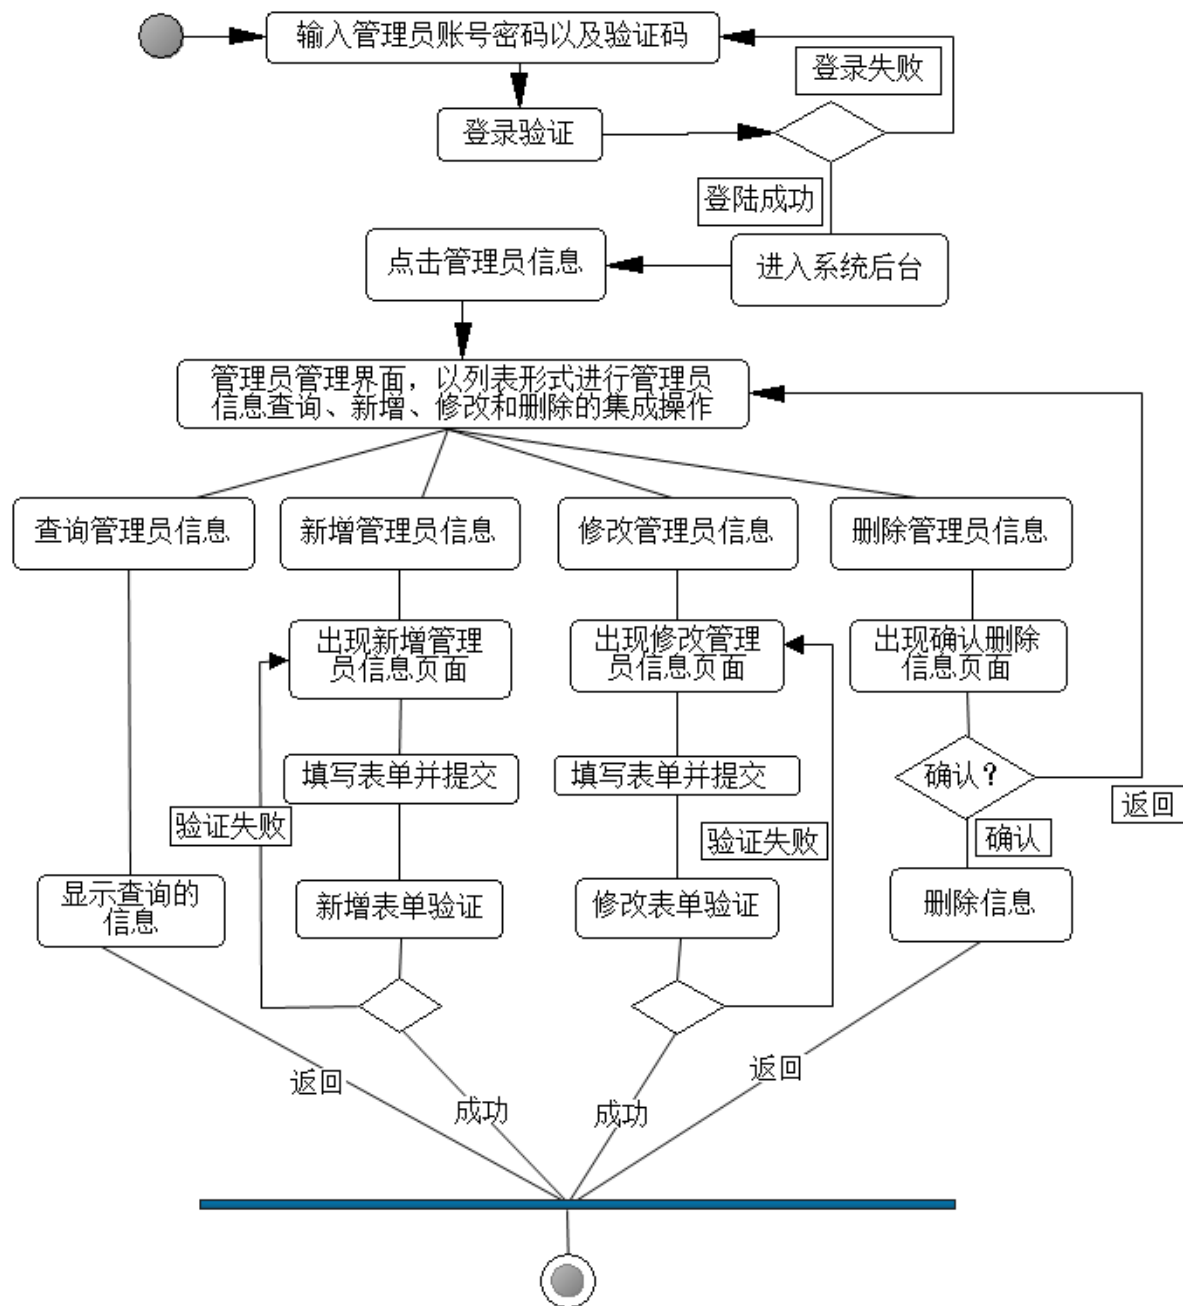 输入管理员账号密码以及验证码
登录失败
登录验证
登陆成功
点击管理员信息
进入系统后台
管理员管理界面，以列表形式进行管理员
信息查询、新增、修改和删除的集成操作
查询管理员信息
新增管理员信息
修改管理员信息
删除管理员信息
出现新增管理
员信息页面
出现修改管理
员信息页面
出现确认删除
信息页面
填写表单并提交
填写表单并提交
确认？
返回
验证失败
验证失败
确认
显示查询的
信息
新增表单验证
修改表单验证
删除信息
返回
成功
成功
返回